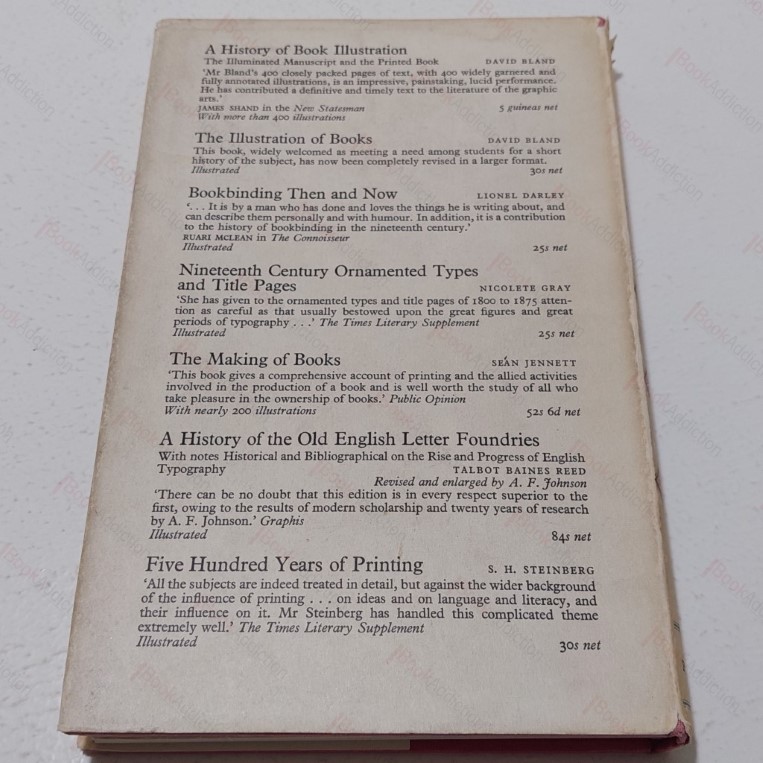 A History of Book Illustration
The Illuminated Manuscript and the Printed Book DAVID BLAND
'Mr Bland's 400 closely packed pages of text, with 400 widely garnered and
fully annotated illustrations, is an impressive, painstaking, lucid performance.
He has contributed a definitive and timely text to the literature of the graphic
arts.'
JAMES SHAND in the New Statesman 5 guineas net
With more than 400 illustrations
The Illustration of Books DAVID BLAND
This book, widely welcomed as meeting a need among students for a short
history of the subject, has now been completely revised in a larger format.
Illustrated 30s net
Bookbinding Then and Now LIONEL DARLEY
'. . . It is by a man who has done and loves the things he is writing about, and
can describe them personally and with humour. In addition, it is a contribution
to the history of bookbinding in the nineteenth century.'
RUARI MCLEAN in The Connoisseur
Illustrated 25s net
Nineteenth Century Ornamented Types
and Title Pages NICOLETE GRAY
'She has given to the ornamented types and title pages of 1800 to 1875 atten-
tion as careful as that usually bestowed upon the great figures and great
periods of typography . . .' The Times Literary Supplement
Illustrated 25s net
The Making of Books SEÁN JENNETT
'This book gives a comprehensive account of printing and the allied activities
involved in the production of a book and is well worth the study of all who
take pleasure in the ownership of books.' Public Opinion
With nearly 200 illustrations 52s 6d net
A History of the Old English Letter Foundries
With notes Historical and Bibliographical on the Rise and Progress of English
Typography TALBOT BAINES REED
Revised and enlarged by A. F. Johnson
'There can be no doubt that this edition is in every respect superior to the
first, owing to the results of modern scholarship and twenty years of research
by A. F. Johnson.' Graphis
Illustrated 84s net
Five Hundred Years of Printing S. H. STEINBERG
'All the subjects are indeed treated in detail, but against the wider background
of the influence of printing . . . on ideas and on language and literacy, and
their influence on it. Mr Steinberg has handled this complicated theme
extremely well.' The Times Literary Supplement
Illustrated 30s net
BookAddiction